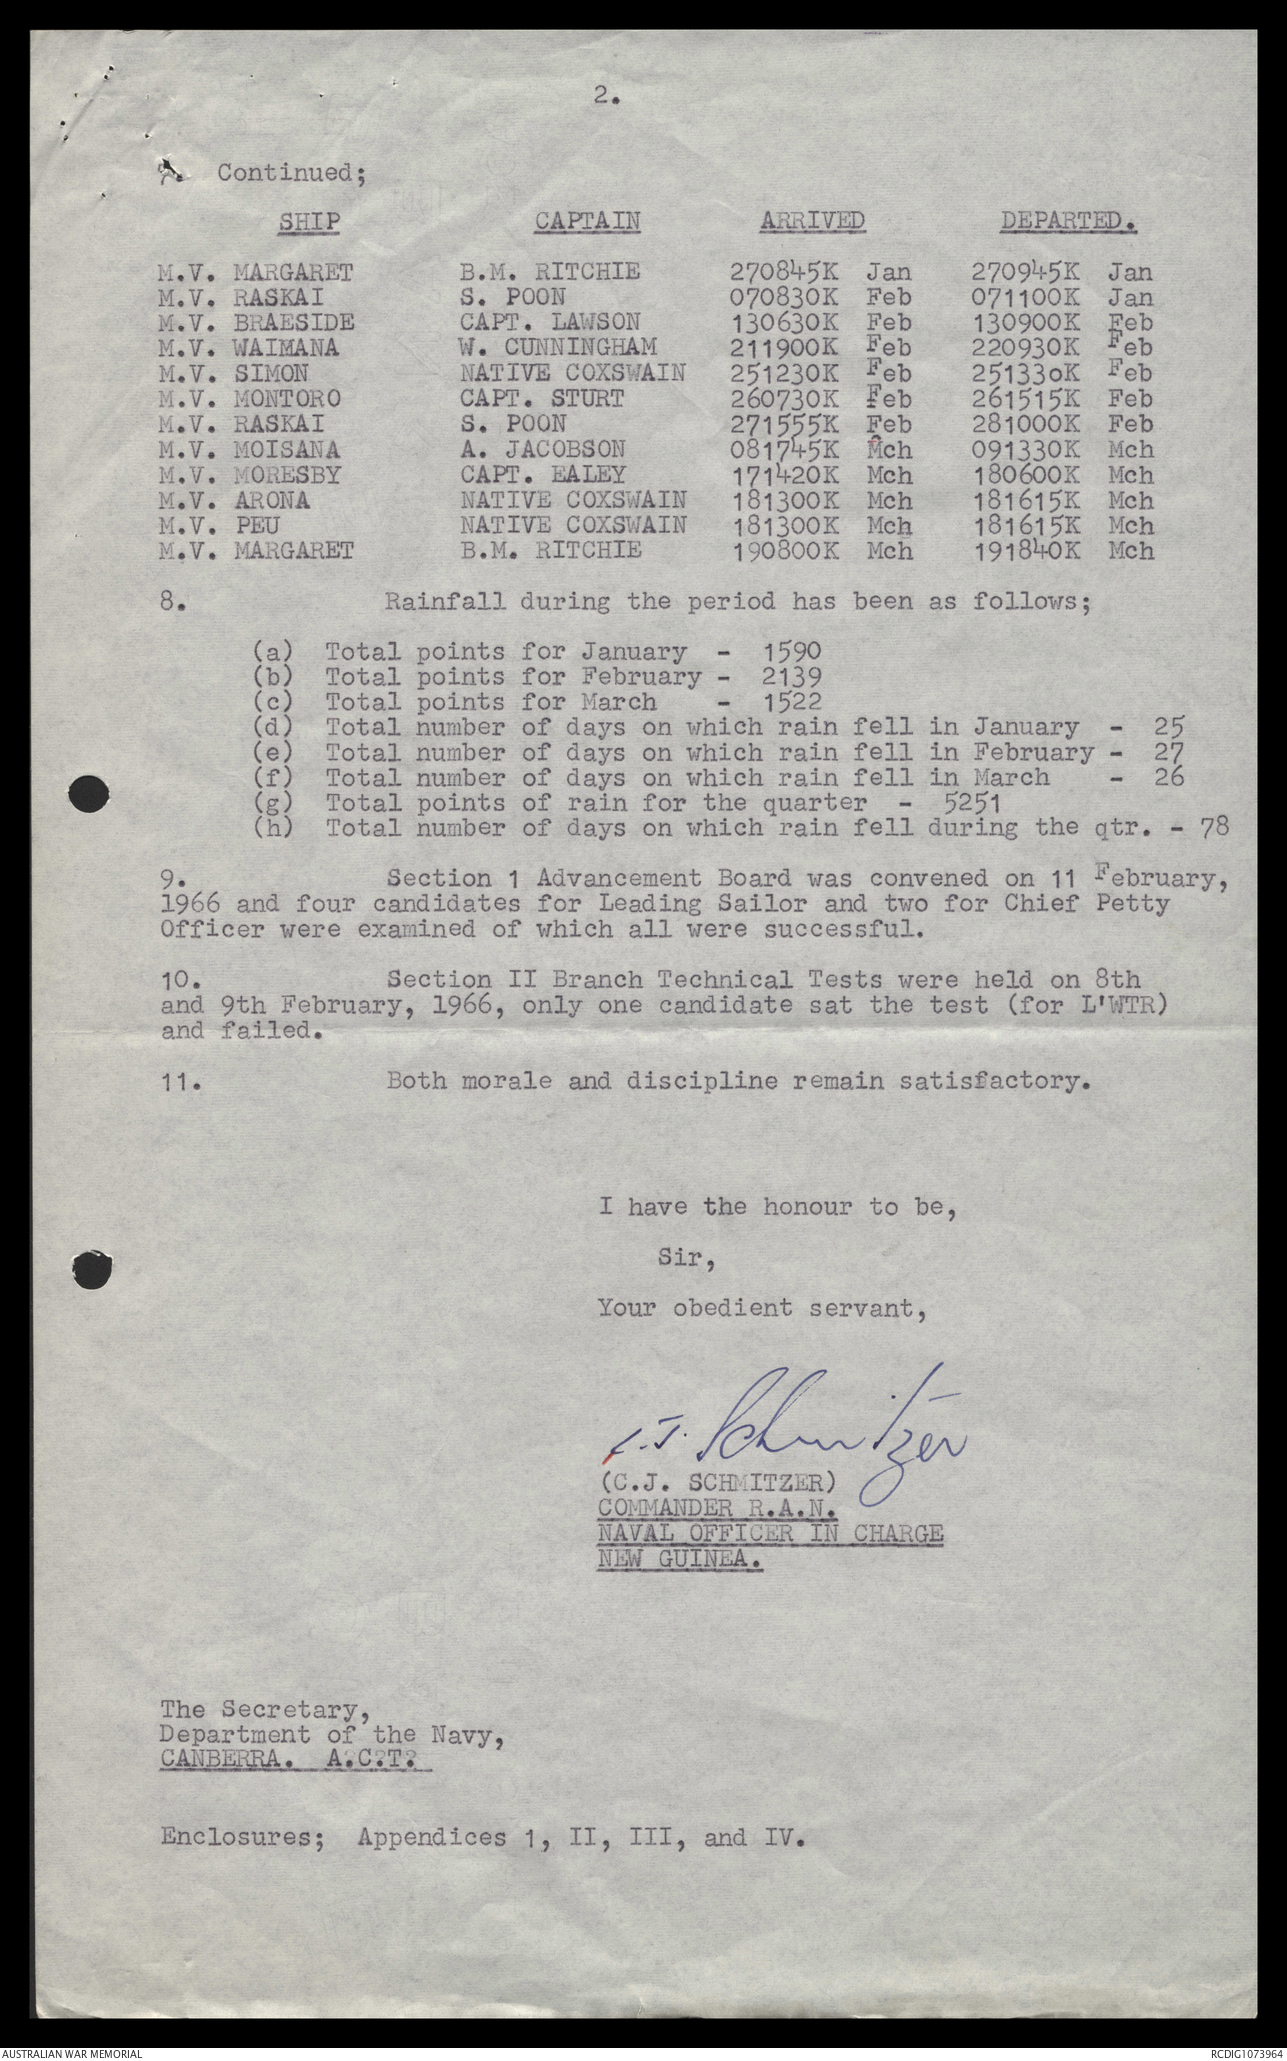 2.
7. Continued;
SHIP CAPTAIN ARRIVED DEPARTED.
M.V. MARGARET B.M. RITCHIE 270845K Jan 270945K Jan
M.V. RASKAI S. POON 070830K Feb 071100K Jan
M.V. BRAESIDE CAPT. LAWSON 130630K Feb 130900K Feb
M.V. WAIMANA W. CUNNINGHAM 211900K Feb 220930K Feb
M.V. SIMON NATIVE COXSWAIN 251230K Feb 25133oK Feb
M.V. MONTORO CAPT. STURT 260730K Feb 261515K Feb
M.V. RASKAI S. POON 271555K Feb 281000K Feb
M.V. MOISANA A. JACOBSON 081745K Mch 091330K Mch
M.V. MORESBY CAPT. EALEY 171420K Mch 180600K Mch
M.V. ARONA NATIVE COXSWAIN 181300K Mch 181615K Mch
M.V. PEU NATIVE COXSWAIN 181300K Mch 181615K Mch
M.V. MARGARET B.M. RITCHIE 190800K Mch 191840K Mch
8. Rainfall during the period has been as follows;
(a) Total points for January - 1590
(b) Total points for February - 2139
(c) Total points for March - 1522
(d) Total number of days on which rain fell in January - 25
(e) Total number of days on which rain fell in February - 27
(f) Total number of days on which rain fell in March - 26
(g) Total points of rain for the quarter - 5251
(h) Total number of days on which rain fell during the qtr. - 78
9. Section 1 Advancement Board was convened on 11 February,
1966 and four candidates for Leading Sailor and two for Chief Petty
Officer were examined of which all were successful.
10. Section II Branch Technical Tests were held on 8th
and 9th February, 1966, only one candidate sat the test (for L'WTR)
and failed.
11. Both morale and discipline remain satisfactory.
I have the honour to be,
Sir,
Your obedient servant,
C.J. Schmitzer
(C.J. SCHMITZER)
COMMANDER R.A.N.
NAVAL OFFICER IN CHARGE
NEW GUINEA.
The Secretary,
Department of the Navy,
CANBERRA. A?C?T?
Enclosures; Appendices 1, II, III, and IV.
AUSTRALIAN WAR MEMORIAL RCDIG1073964